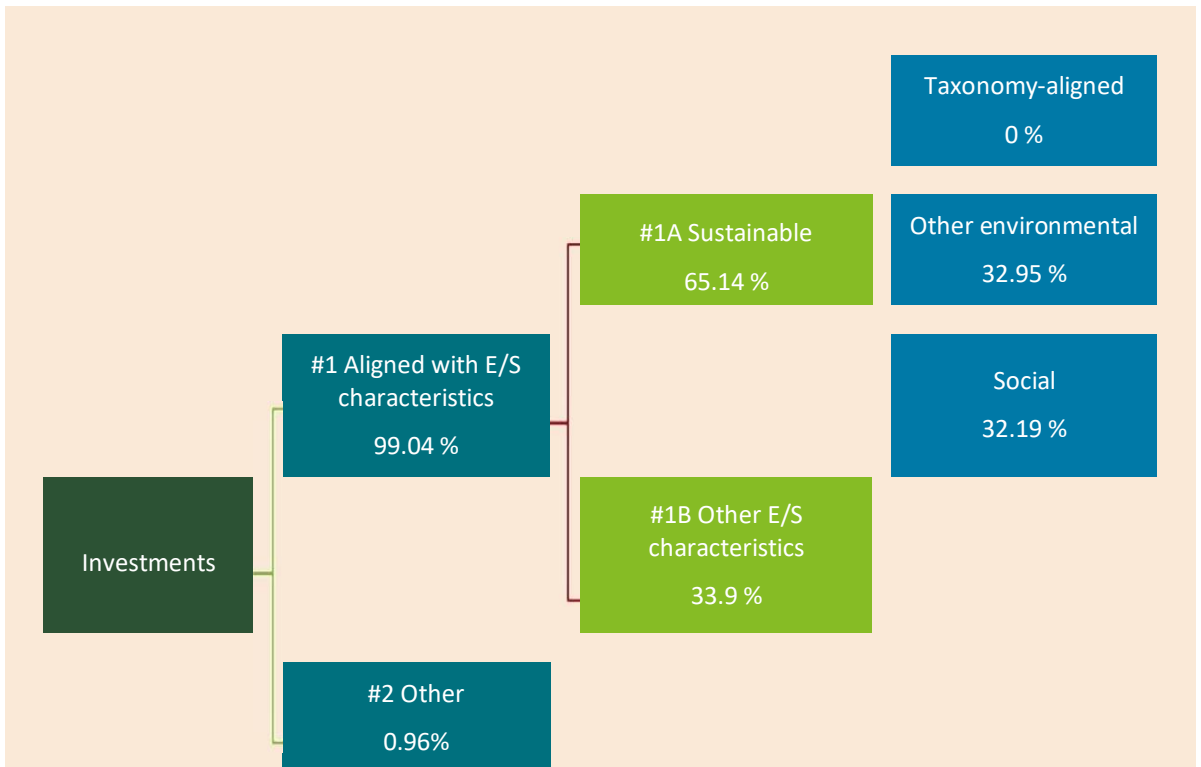 Taxonomy-aligned
0 %
#1A Sustainable
65.14 %
Other environmental
32.95 %
#1 Aligned with E/S
characteristics
99.04 %
Social
32.19 %
Investments
#1B Other E/S
characteristics
33.9 %
#2 Other
0.96%